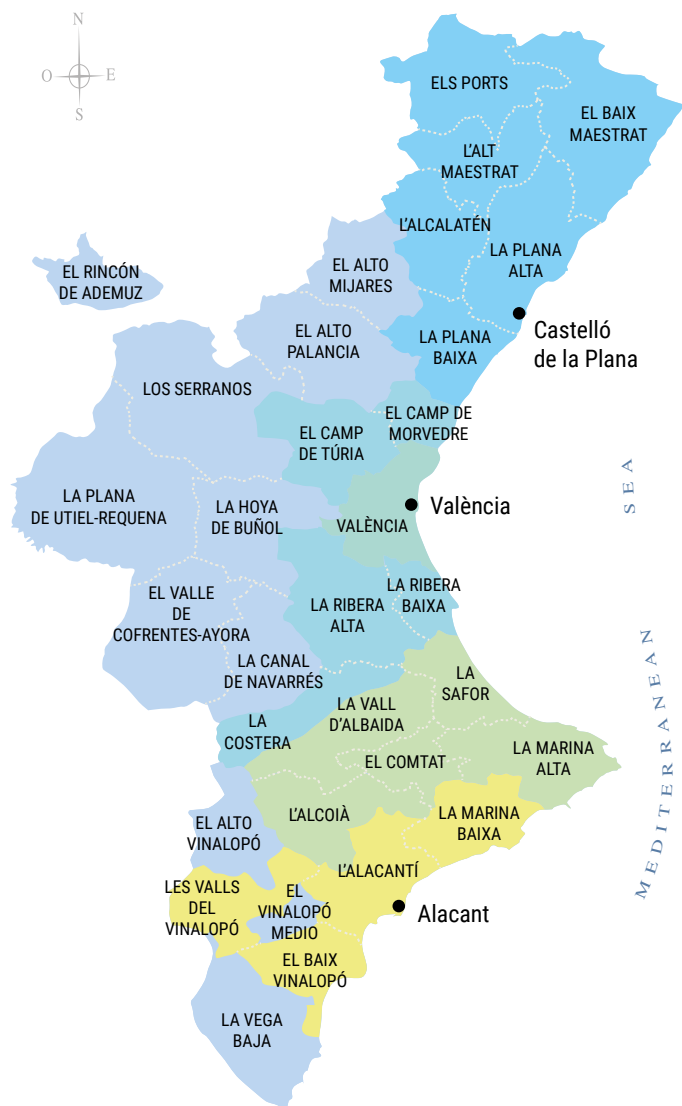 N
O
E
S
ELS PORTS
EL BAIX
MAESTRAT
L'ALT
MAESTRAT
L'ALCALATÉN
LA PLANA
ALTA
EL RINCÓN
DE ADEMUZ
EL ALTO
MIJARES
EL ALTO
PALANCIA
LA PLANA
BAIXA
Castelló
de la Plana
LOS SERRANOS
EL CAMP DE
MORVEDRE
EL CAMP
DE TÚRIA
LA PLANA
DE UTIEL-REQUENA
LA HOYA
DE BUÑOL
VALÈNCIA
València
EL VALLE
DE
COFRENTES-AYORA
LA RIBERA
ALTA
LA RIBERA
BAIXA
LA CANAL
DE NAVARRÉS
LA
SAFOR
LA
COSTERA
LA VALL
D'ALBAIDA
LA MARINA
ALTA
EL COMTAT
L'ALCOIÀ
LA MARINA
BAIXA
EL ALTO
VINALOPÓ
L'ALACANTÍ
LES VALLS
DEL
VINALOPÓ
EL
VINALOPÓ
MEDIO
Alacant
EL BAIX
VINALOPÓ
LA VEGA
BAJA
MEDITERRANEAN
SEA